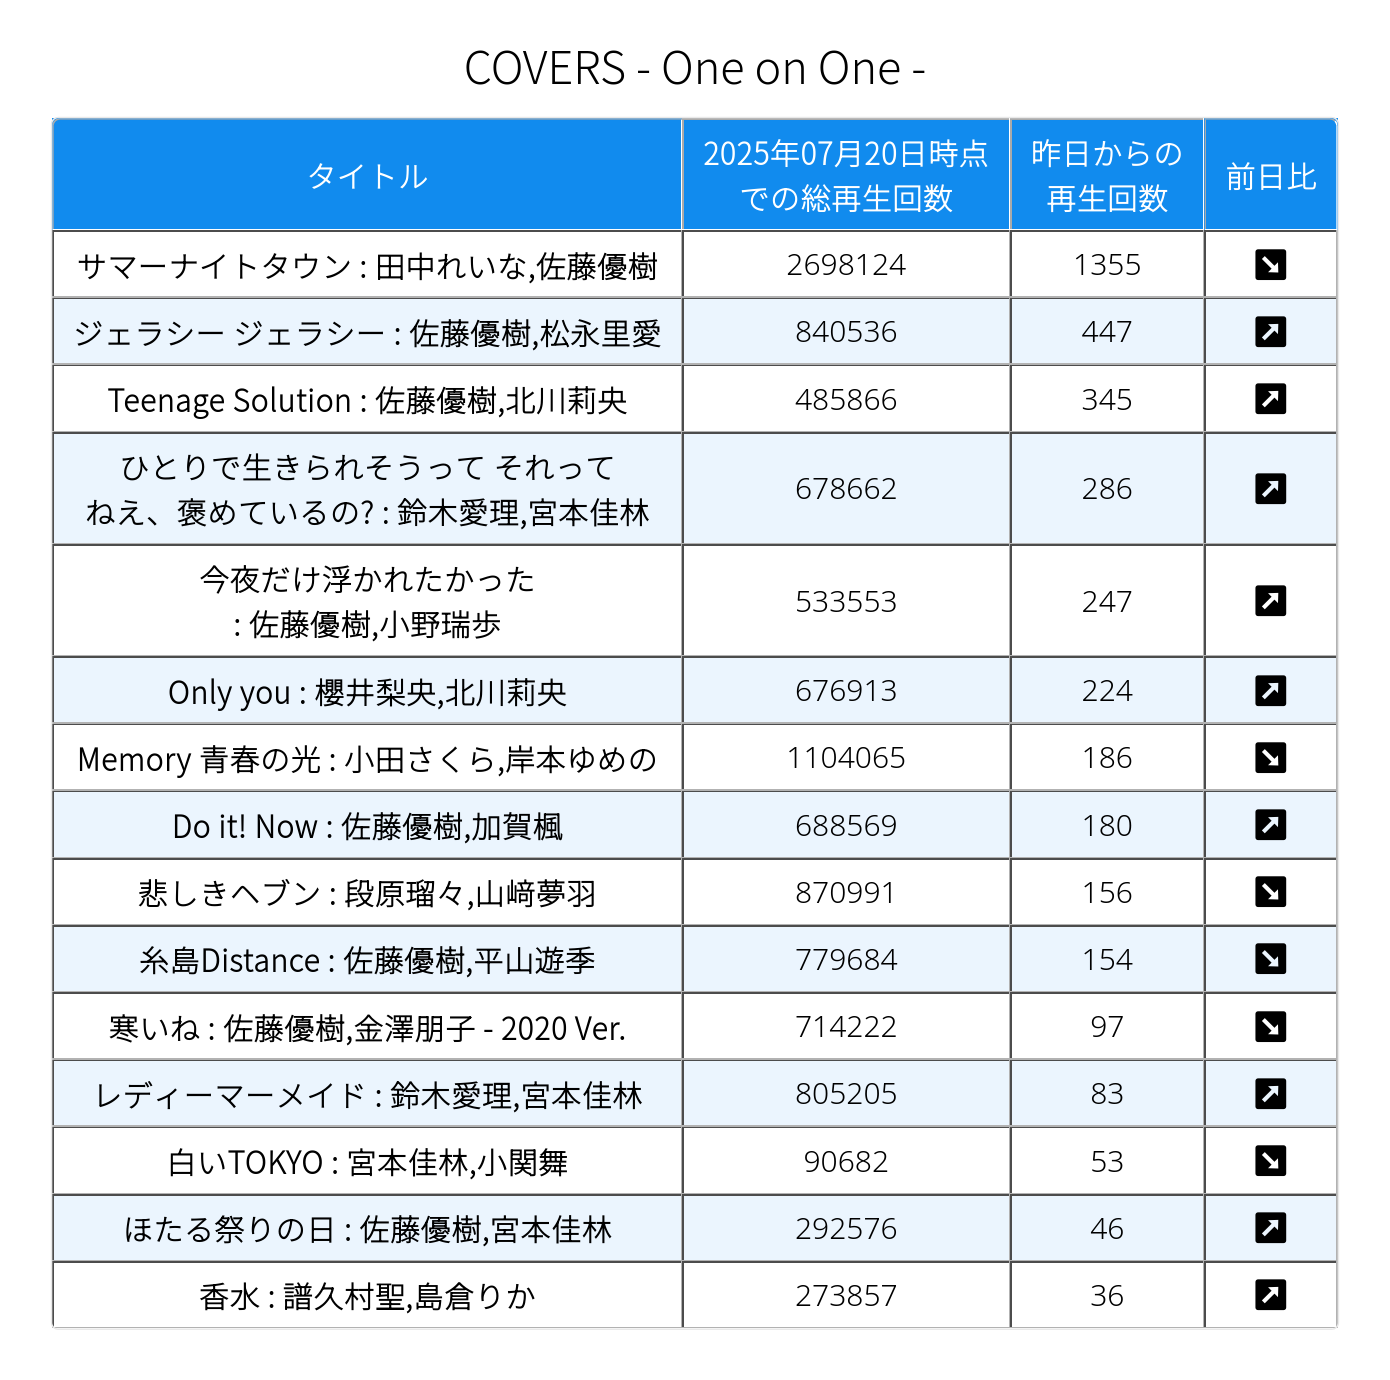 COVERS - One on One -
タイトル
2025年07月20日時点
での総再生回数
昨日からの
再生回数
前日比
サマーナイトタウン : 田中れいな,佐藤優樹 2698124 1355 ↘
ジェラシー ジェラシー : 佐藤優樹,松永里愛 840536 447 ↗
Teenage Solution : 佐藤優樹,北川莉央 485866 345 ↗
ひとりで生きられそうって それって
ねえ、褒めているの? : 鈴木愛理,宮本佳林 678662 286 ↗
今夜だけ浮かれたかった
: 佐藤優樹,小野瑞歩 533553 247 ↗
Only you : 櫻井梨央,北川莉央 676913 224 ↗
Memory 青春の光 : 小田さくら,岸本ゆめの 1104065 186 ↘
Do it! Now : 佐藤優樹,加賀楓 688569 180 ↗
悲しきヘブン : 段原瑠々,山﨑夢羽 870991 156 ↘
糸島Distance : 佐藤優樹,平山遊季 779684 154 ↘
寒いね : 佐藤優樹,金澤朋子 - 2020 Ver. 714222 97 ↘
レディーマーメイド : 鈴木愛理,宮本佳林 805205 83 ↗
白いTOKYO : 宮本佳林,小関舞 90682 53 ↘
ほたる祭りの日 : 佐藤優樹,宮本佳林 292576 46 ↗
香水 : 譜久村聖,島倉りか 273857 36 ↗